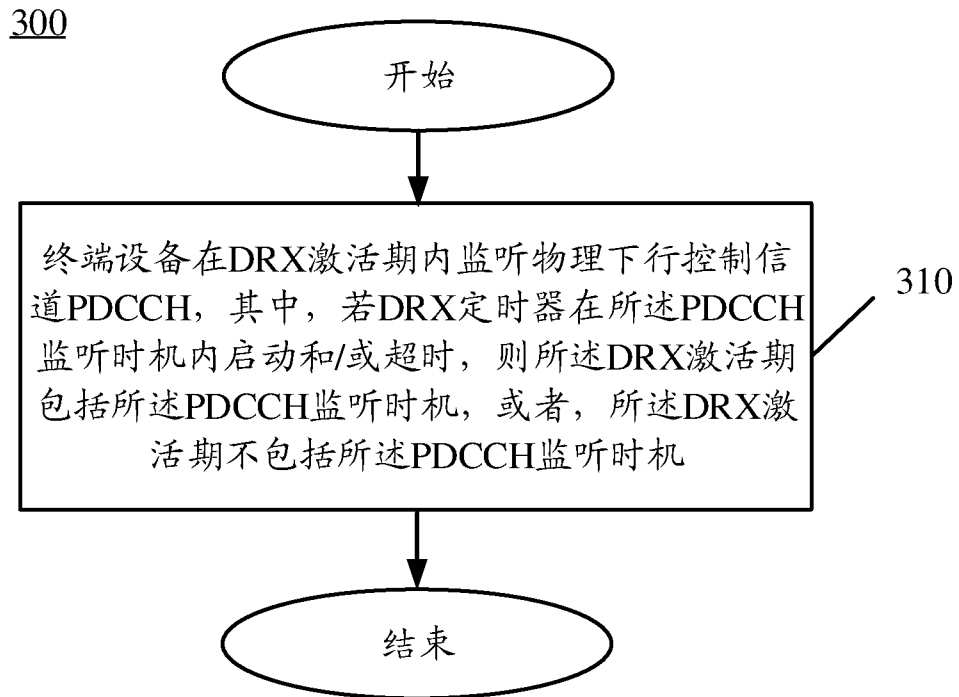 300
开始
终端设备在DRX激活期内监听物理下行控制信
道PDCCH，其中，若DRX定时器在所述PDCCH
监听时机内启动和/或超时，则所述DRX激活期
包括所述PDCCH监听时机，或者，所述DRX激
活期不包括所述PDCCH监听时机
310
结束